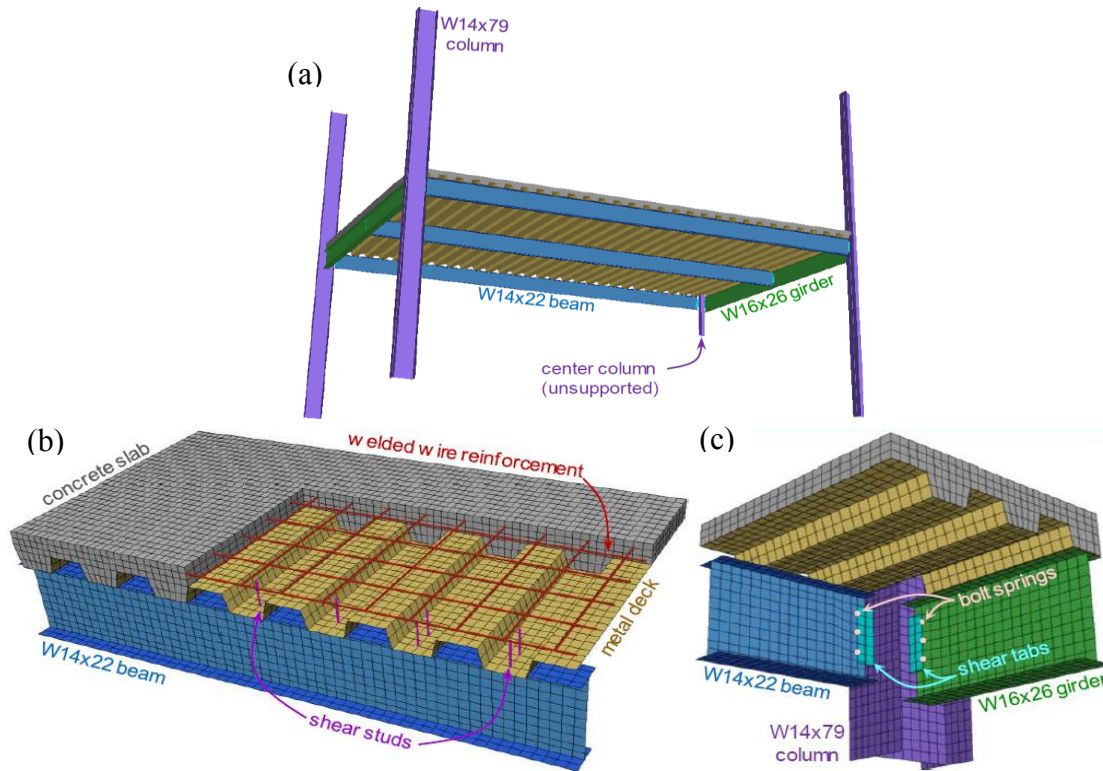 (a)
W14x79
column
W14x22 beam
W16x26 girder
center column
(unsupported)
(b)
concrete slab
welded wire reinforcement
metal deck
W14x22 beam
shear studs
(c)
bolt springs
shear tabs
W14x22 beam
W16x26 girder
W14x79
column